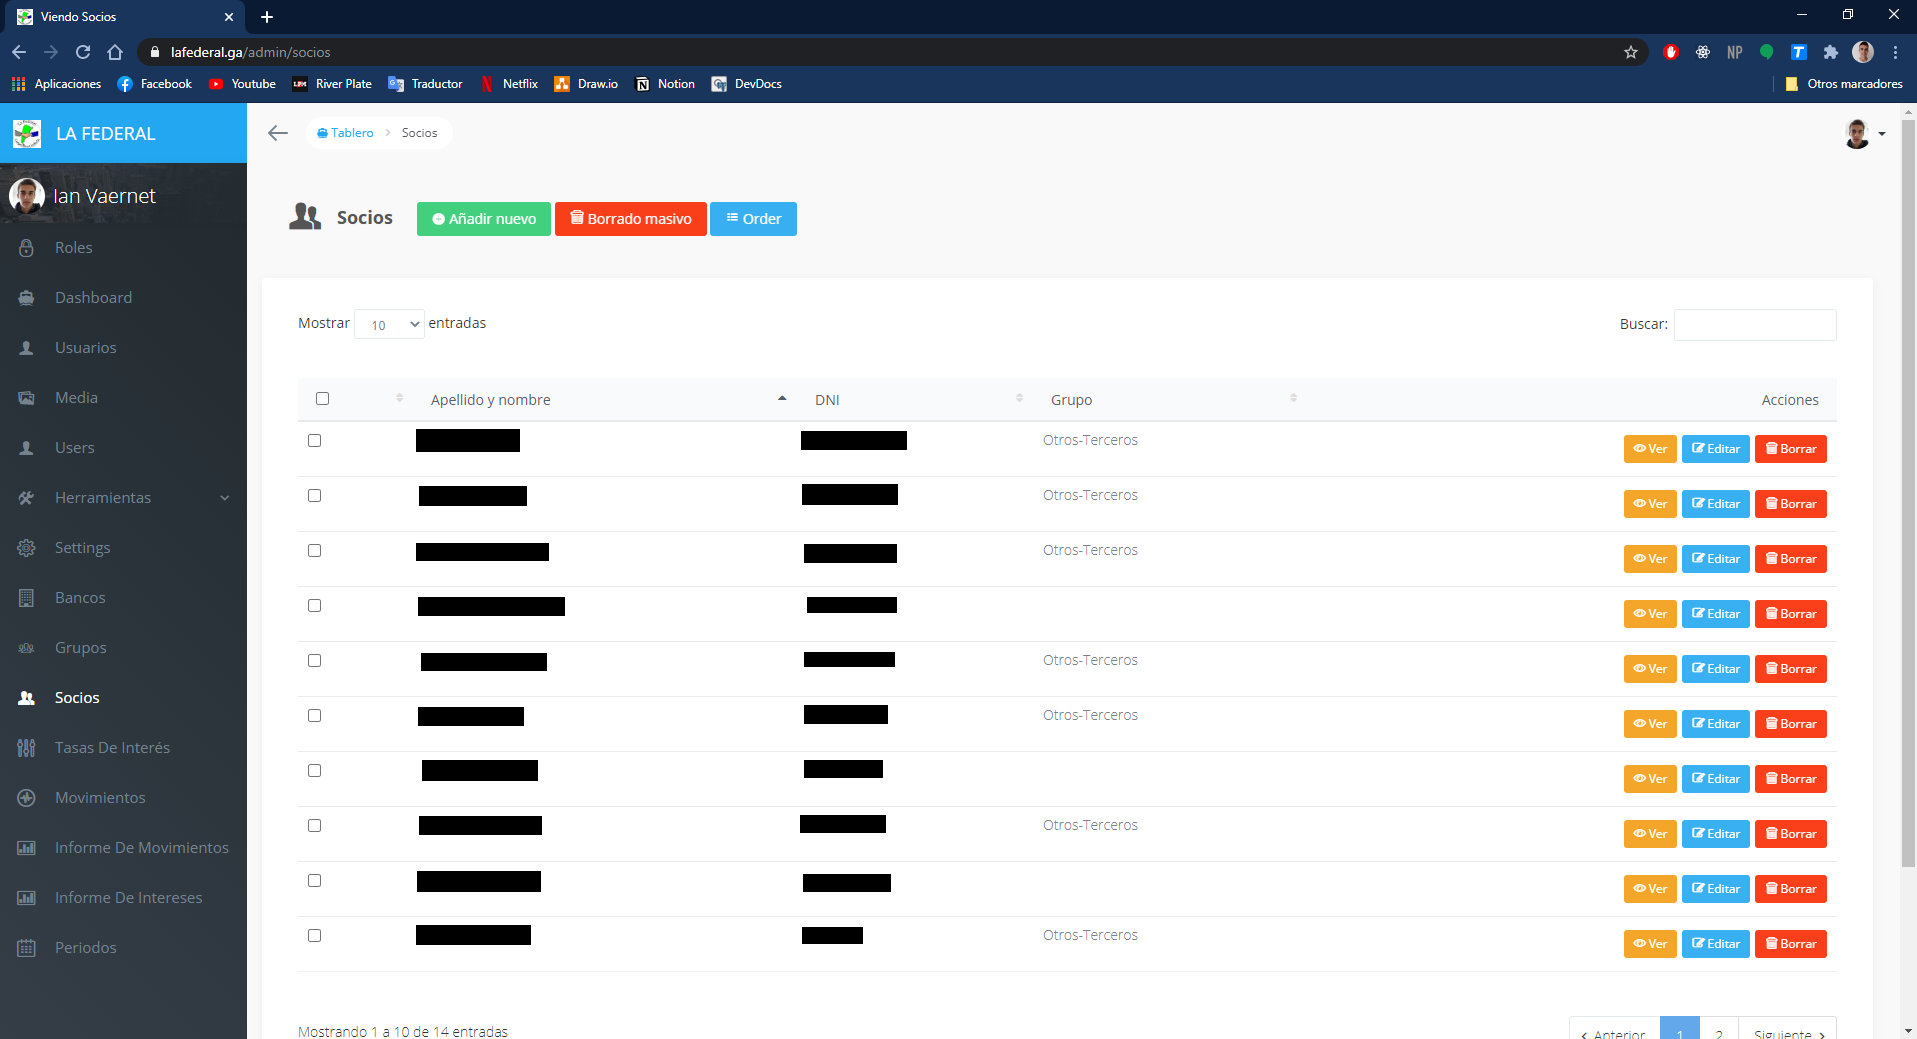 Viendo Socios
lafederal.ga/admin/socios
NP
Aplicaciones Facebook Youtube River Plate Traductor Netflix Draw.io Notion DevDocs Otros marcadores
LA FEDERAL
Tablero > Socios
Ian Vaernet
Socios Añadir nuevo Borrado masivo Order
Roles
Dashboard
Usuarios
Media
Users
Herramientas
Settings
Bancos
Grupos
Socios
Tasas De Interés
Movimientos
Informe De Movimientos
Informe De Intereses
Periodos
Mostrar 10 entradas
Buscar:
Apellido y nombre DNI Grupo Acciones
Otros-Terceros Ver Editar Borrar
Otros-Terceros Ver Editar Borrar
Otros-Terceros Ver Editar Borrar
Ver Editar Borrar
Otros-Terceros Ver Editar Borrar
Otros-Terceros Ver Editar Borrar
Ver Editar Borrar
Otros-Terceros Ver Editar Borrar
Ver Editar Borrar
Otros-Terceros Ver Editar Borrar
Mostrando 1 a 10 de 14 entradas
‹ Anterior 1 2 Siguiente ›